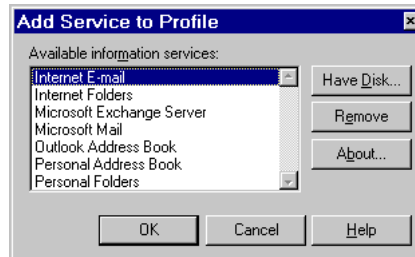 Add Service to Profile
Available information services:
Internet E-mail
Internet Folders
Microsoft Exchange Server
Microsoft Mail
Outlook Address Book
Personal Address Book
Personal Folders
Have Disk...
Remove
About...
OK
Cancel
Help